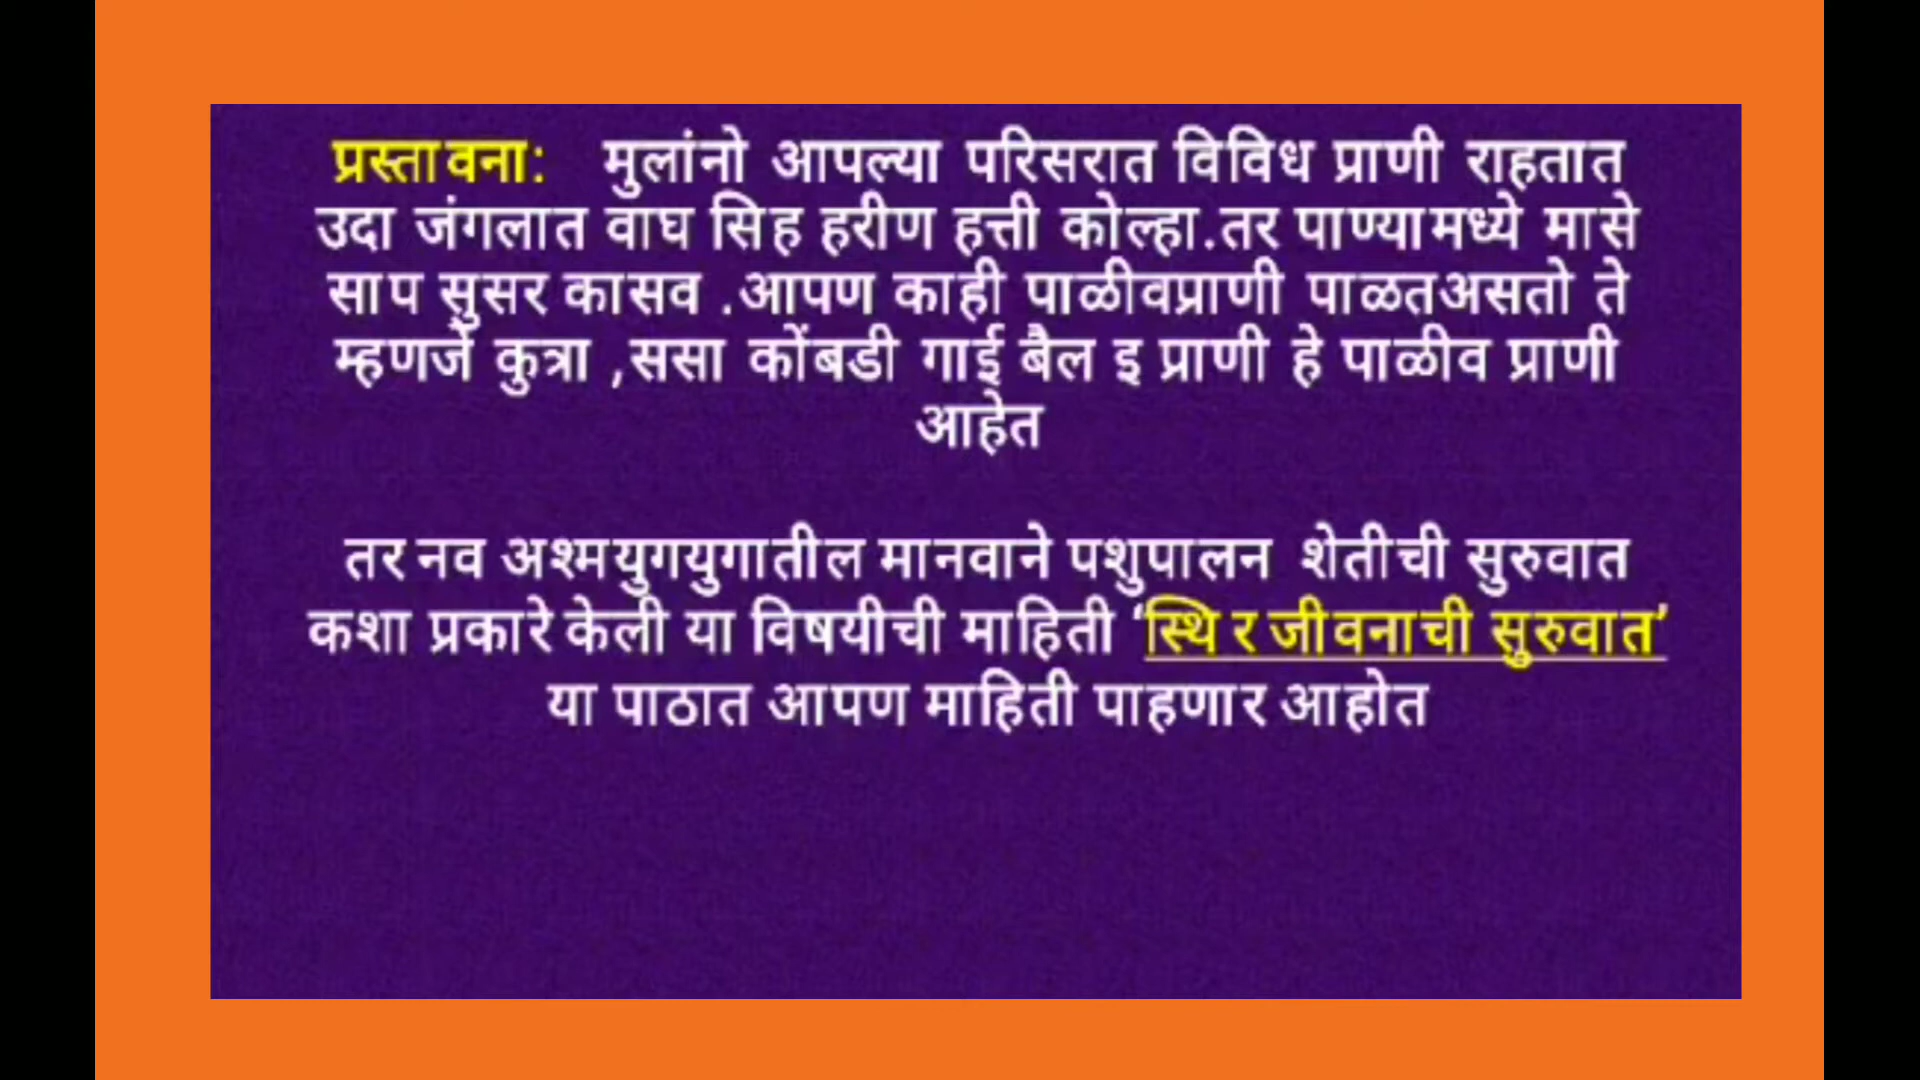 प्रस्तावना: मुलांनो आपल्या परिसरात विविध प्राणी राहतात
उदा जंगलात वाघ सिह हरीण हत्ती कोल्हा.तर पाण्यामध्ये मासे
साप सुसर कासव .आपण काही पाळीवप्राणी पाळतअसतो ते
म्हणजे कुत्रा ,ससा कोंबडी गाई बैल इ प्राणी हे पाळीव प्राणी
आहेत
तर नव अश्मयुगयुगातील मानवाने पशुपालन शेतीची सुरुवात
कशा प्रकारे केली या विषयीची माहिती ‘स्थिर जीवनाची सुरुवात’
या पाठात आपण माहिती पाहणार आहोत